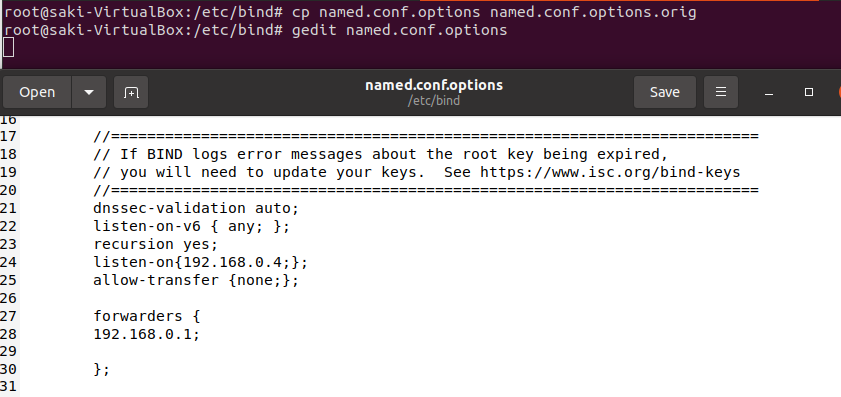 root@saki-VirtualBox:/etc/bind# cp named.conf.options named.conf.options.orig
root@saki-VirtualBox:/etc/bind# gedit named.conf.options
Open
named.conf.options
/etc/bind
Save
16
17 //========================================================================
18 // If BIND logs error messages about the root key being expired,
19 // you will need to update your keys.  See https://www.isc.org/bind-keys
20 //========================================================================
21 dnssec-validation auto;
22 listen-on-v6 { any; };
23 recursion yes;
24 listen-on{192.168.0.4;};
25 allow-transfer {none;};
26
27 forwarders {
28 192.168.0.1;
29
30 };
31